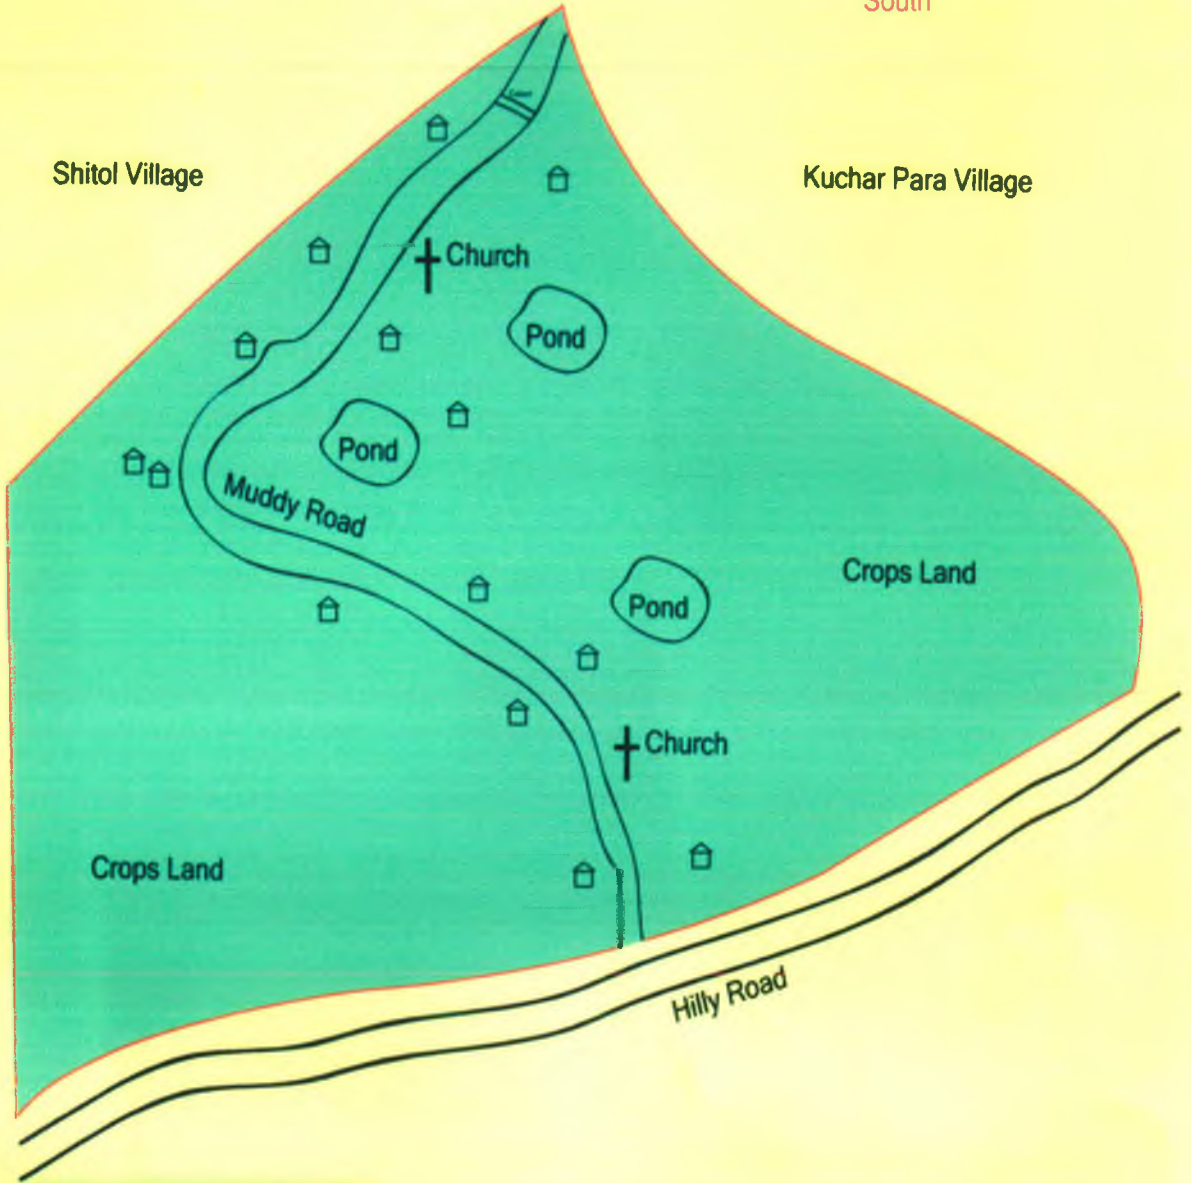 South
Shitol Village
Kuchar Para Village
Church
Pond
Pond
Muddy Road
Crops Land
Pond
Church
Crops Land
Hilly Road